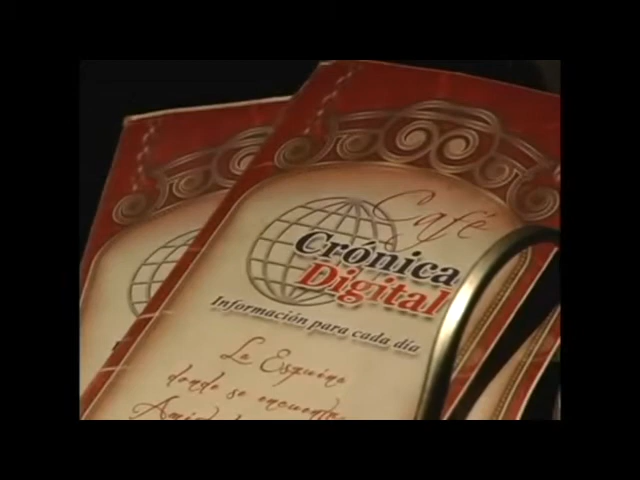 Café
Crónica
Digital
Información para cada día
La Esquina
donde se encuentra